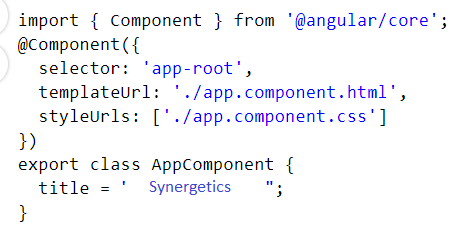 import { Component } from '@angular/core';
@Component({
  selector: 'app-root',
  templateUrl: './app.component.html',
  styleUrls: ['./app.component.css']
})
export class AppComponent {
  title = ' Synergetics ";
}